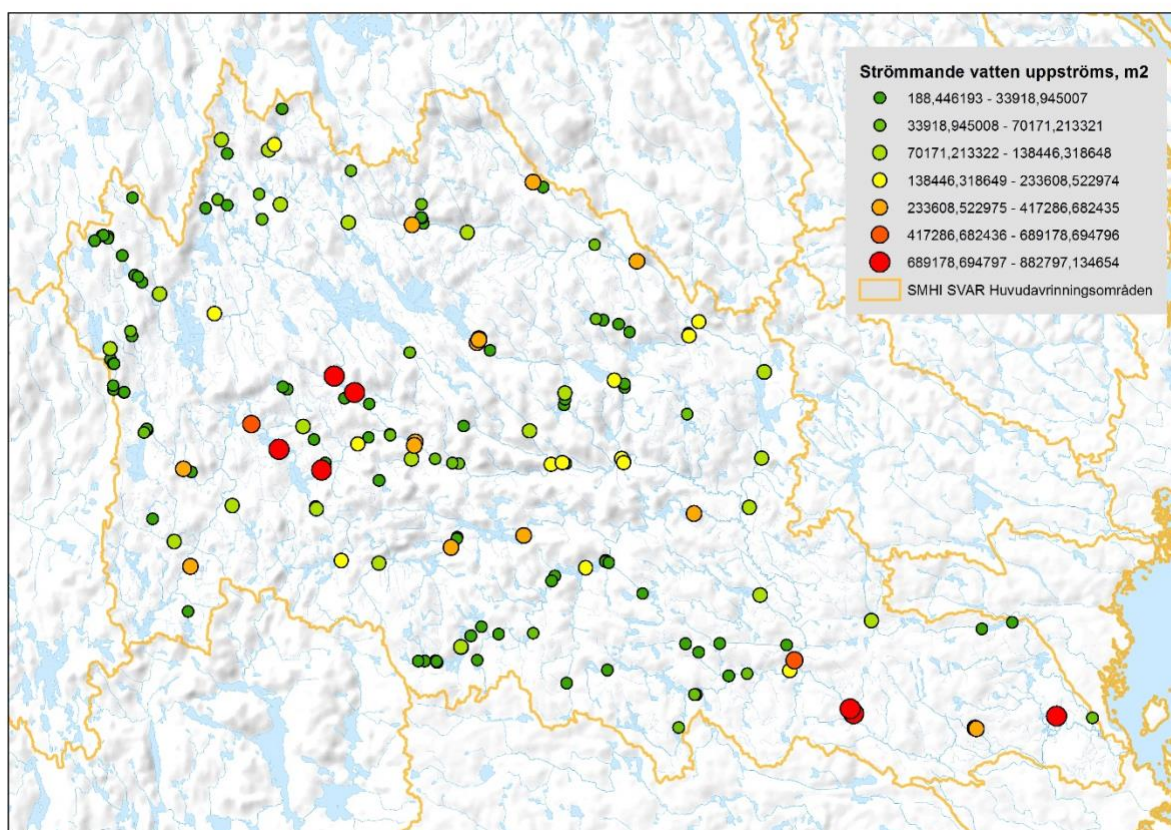 Strömmande vatten uppströms, m2
188,446193 - 33918,945007
33918,945008 - 70171,213321
70171,213322 - 138446,318648
138446,318649 - 233608,522974
233608,522975 - 417286,682435
417286,682436 - 689178,694796
689178,694797 - 882797,134654
SMHI SVAR Huvudavrinningsområden